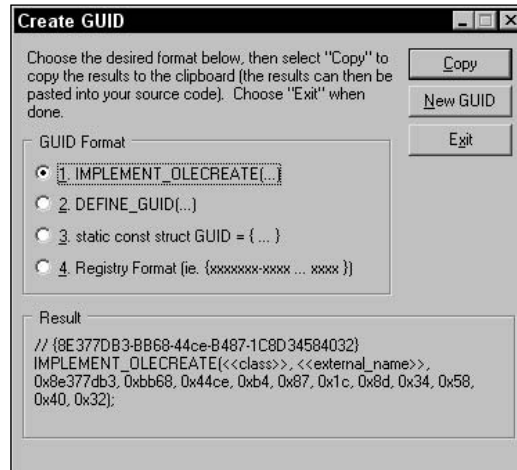 Create GUID
Choose the desired format below, then select "Copy" to
copy the results to the clipboard (the results can then be
pasted into your source code). Choose "Exit" when
done.
Copy
New GUID
Exit
GUID Format
1. IMPLEMENT_OLECREATE(...)
2. DEFINE_GUID(...)
3. static const struct GUID = { ... }
4. Registry Format (ie. {xxxxxxx-xxxx ... xxxx })
Result
// {8E377DB3-BB68-44ce-B487-1C8D34584032}
IMPLEMENT_OLECREATE(<<class>>, <<external_name>>,
0x8e377db3, 0xbb68, 0x44ce, 0xb4, 0x87, 0x1c, 0x8d, 0x34, 0x58,
0x40, 0x32);